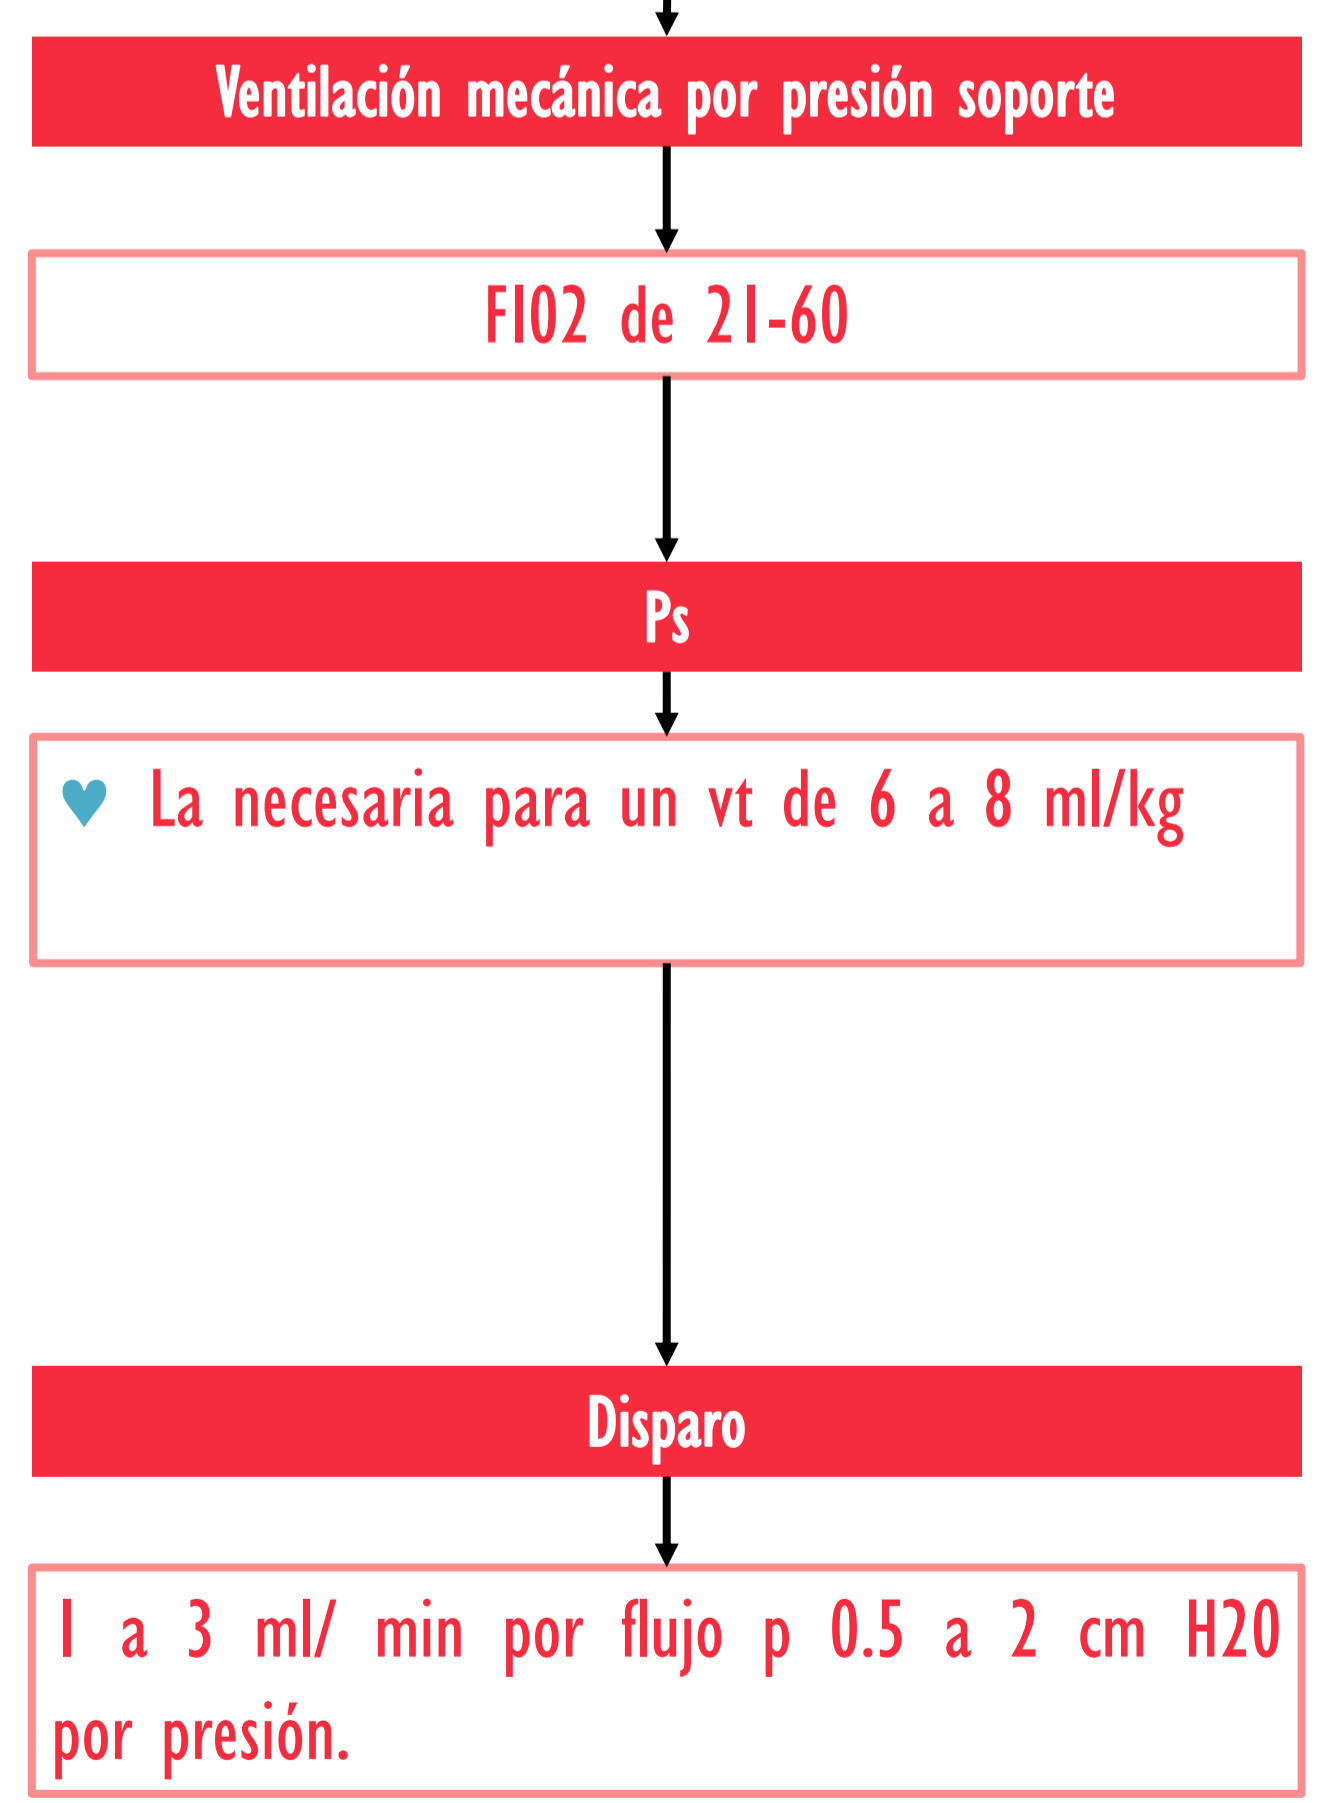 Ventilación mecánica por presión soporte
FI02 de 21-60
Ps
♥ La necesaria para un vt de 6 a 8 ml/kg
Disparo
1 a 3 ml/ min por flujo p 0.5 a 2 cm H20
por presión.